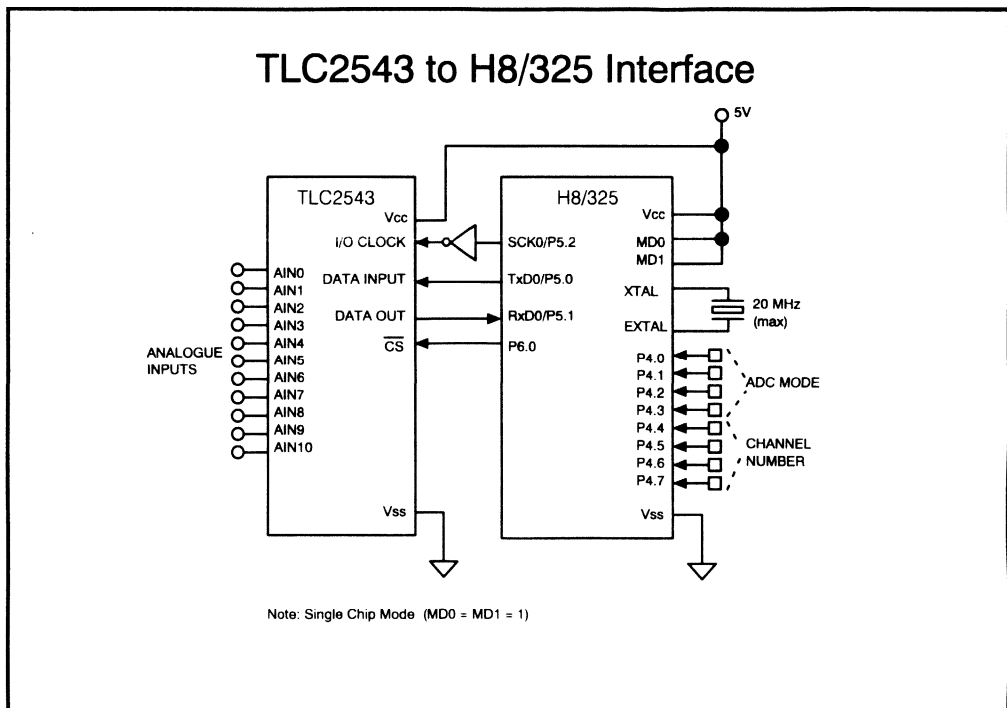 TLC2543 to H8/325 Interface
5V
TLC2543
Vcc
I/O CLOCK
DATA INPUT
DATA OUT
CS
AIN0
AIN1
AIN2
AIN3
AIN4
AIN5
AIN6
AIN7
AIN8
AIN9
AIN10
Vss
ANALOGUE
INPUTS
H8/325
SCK0/P5.2
TxD0/P5.0
RxD0/P5.1
P6.0
Vcc
MD0
MD1
XTAL
EXTAL
20 MHz
(max)
P4.0
P4.1
P4.2
P4.3
P4.4
P4.5
P4.6
P4.7
Vss
ADC MODE
CHANNEL
NUMBER
Note: Single Chip Mode (MD0 = MD1 = 1)